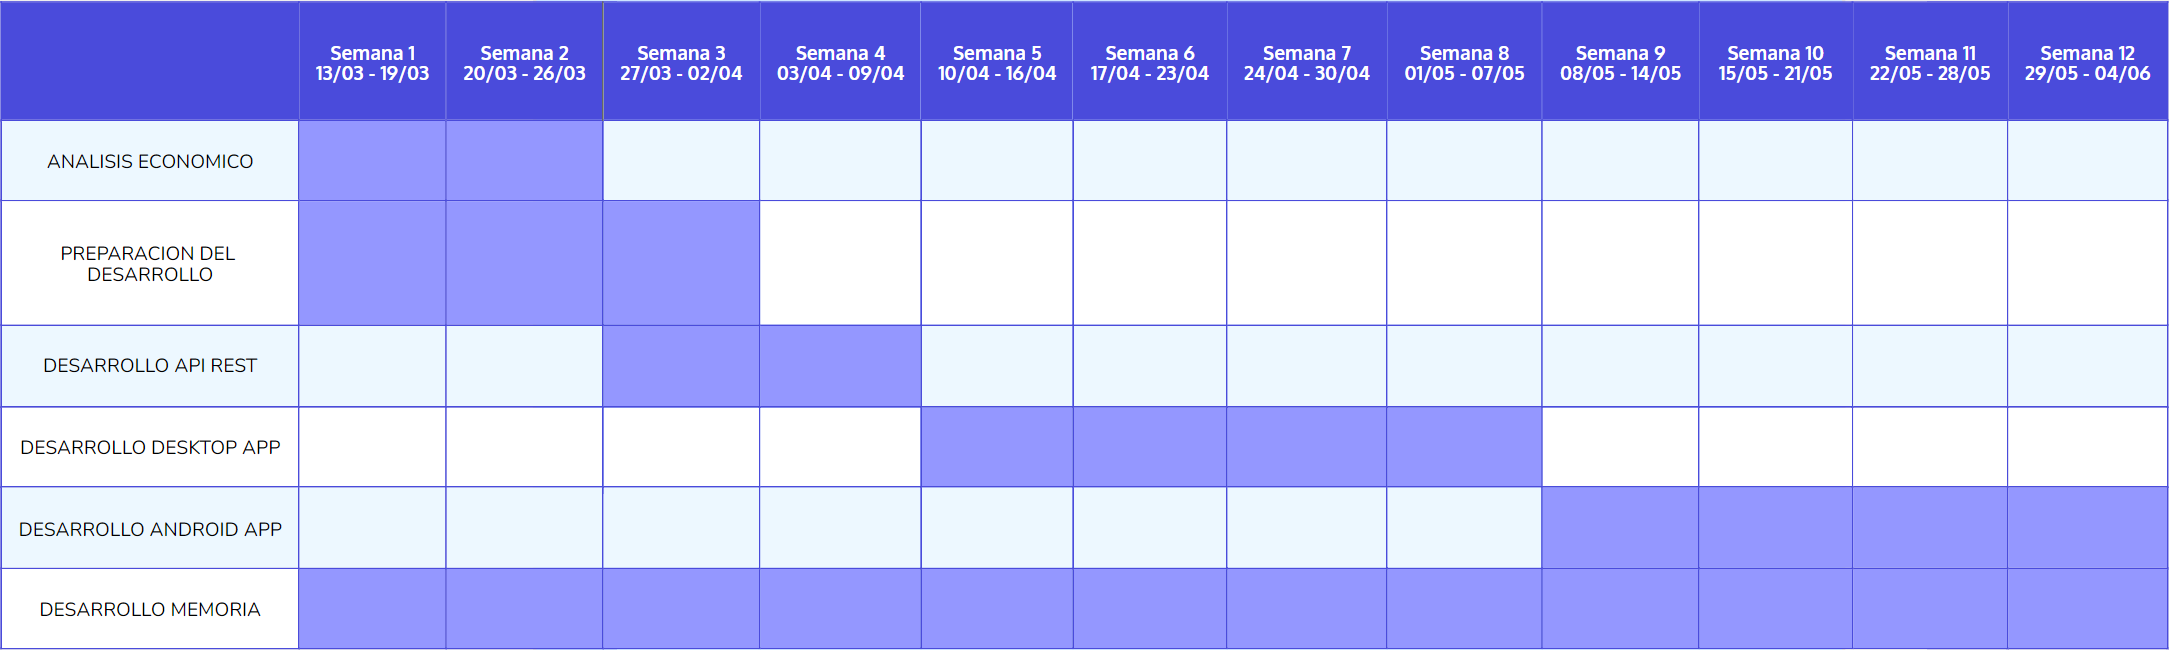 Semana 1
13/03 - 19/03
Semana 2
20/03 - 26/03
Semana 3
27/03 - 02/04
Semana 4
03/04 - 09/04
Semana 5
10/04 - 16/04
Semana 6
17/04 - 23/04
Semana 7
24/04 - 30/04
Semana 8
01/05 - 07/05
Semana 9
08/05 - 14/05
Semana 10
15/05 - 21/05
Semana 11
22/05 - 28/05
Semana 12
29/05 - 04/06
ANALISIS ECONOMICO
PREPARACION DEL
DESARROLLO
DESARROLLO API REST
DESARROLLO DESKTOP APP
DESARROLLO ANDROID APP
DESARROLLO MEMORIA